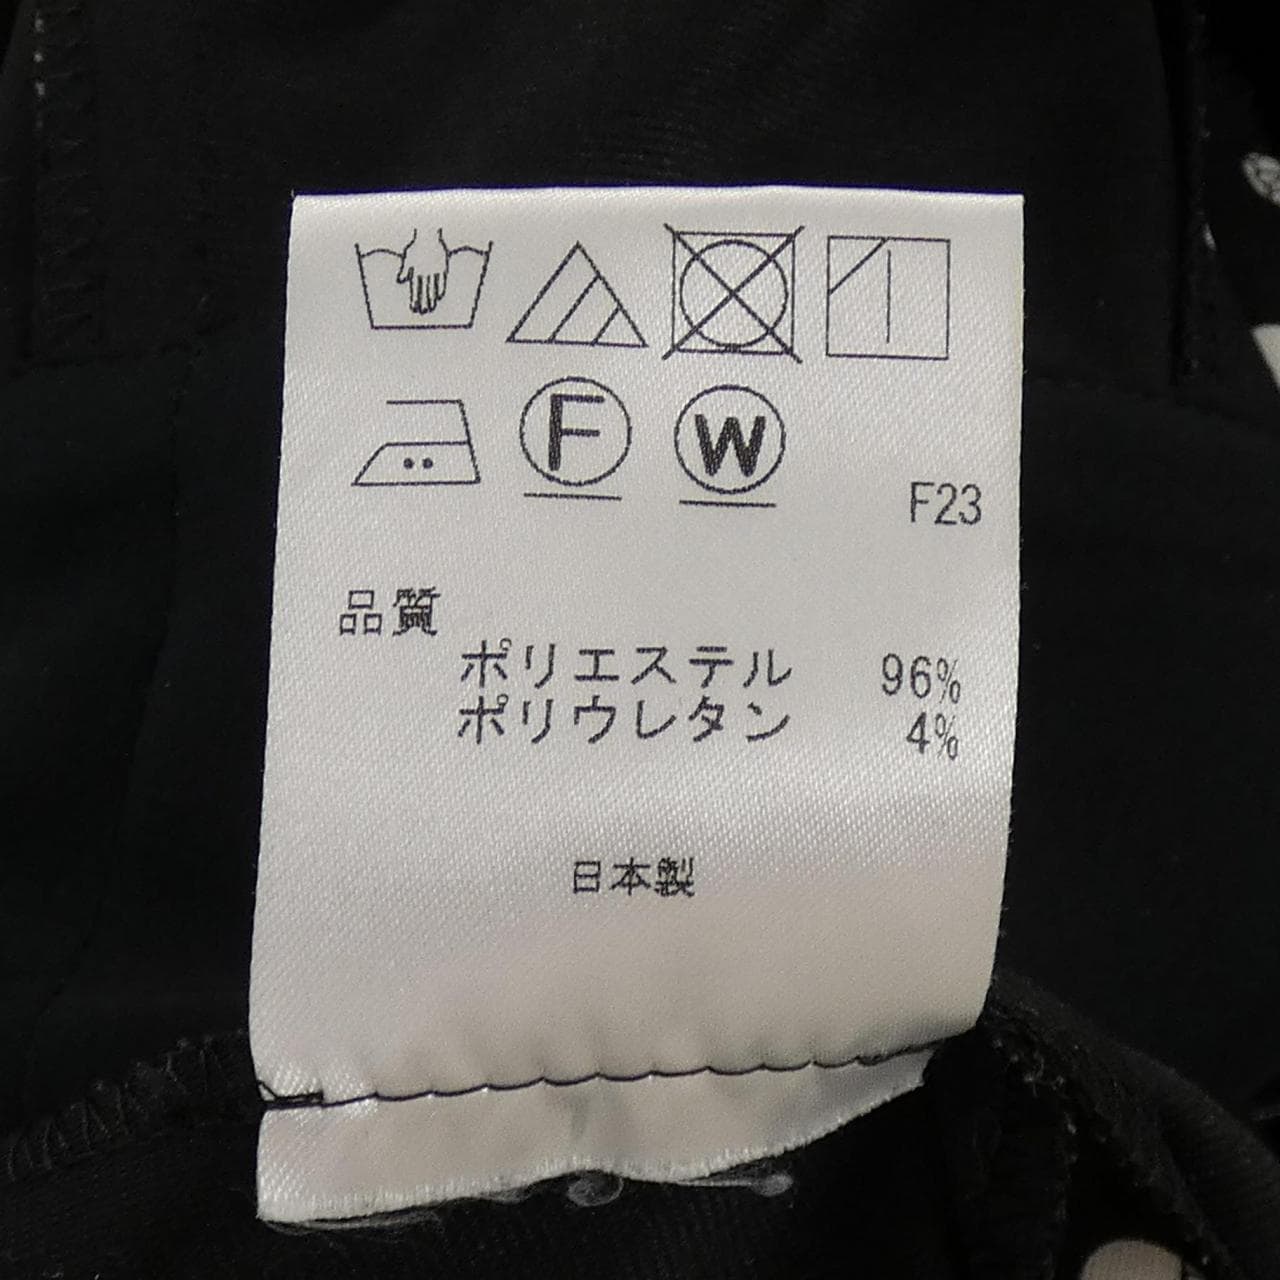 F W
F23
品質
ポリエステル 96%
ポリウレタン 4%
日本製